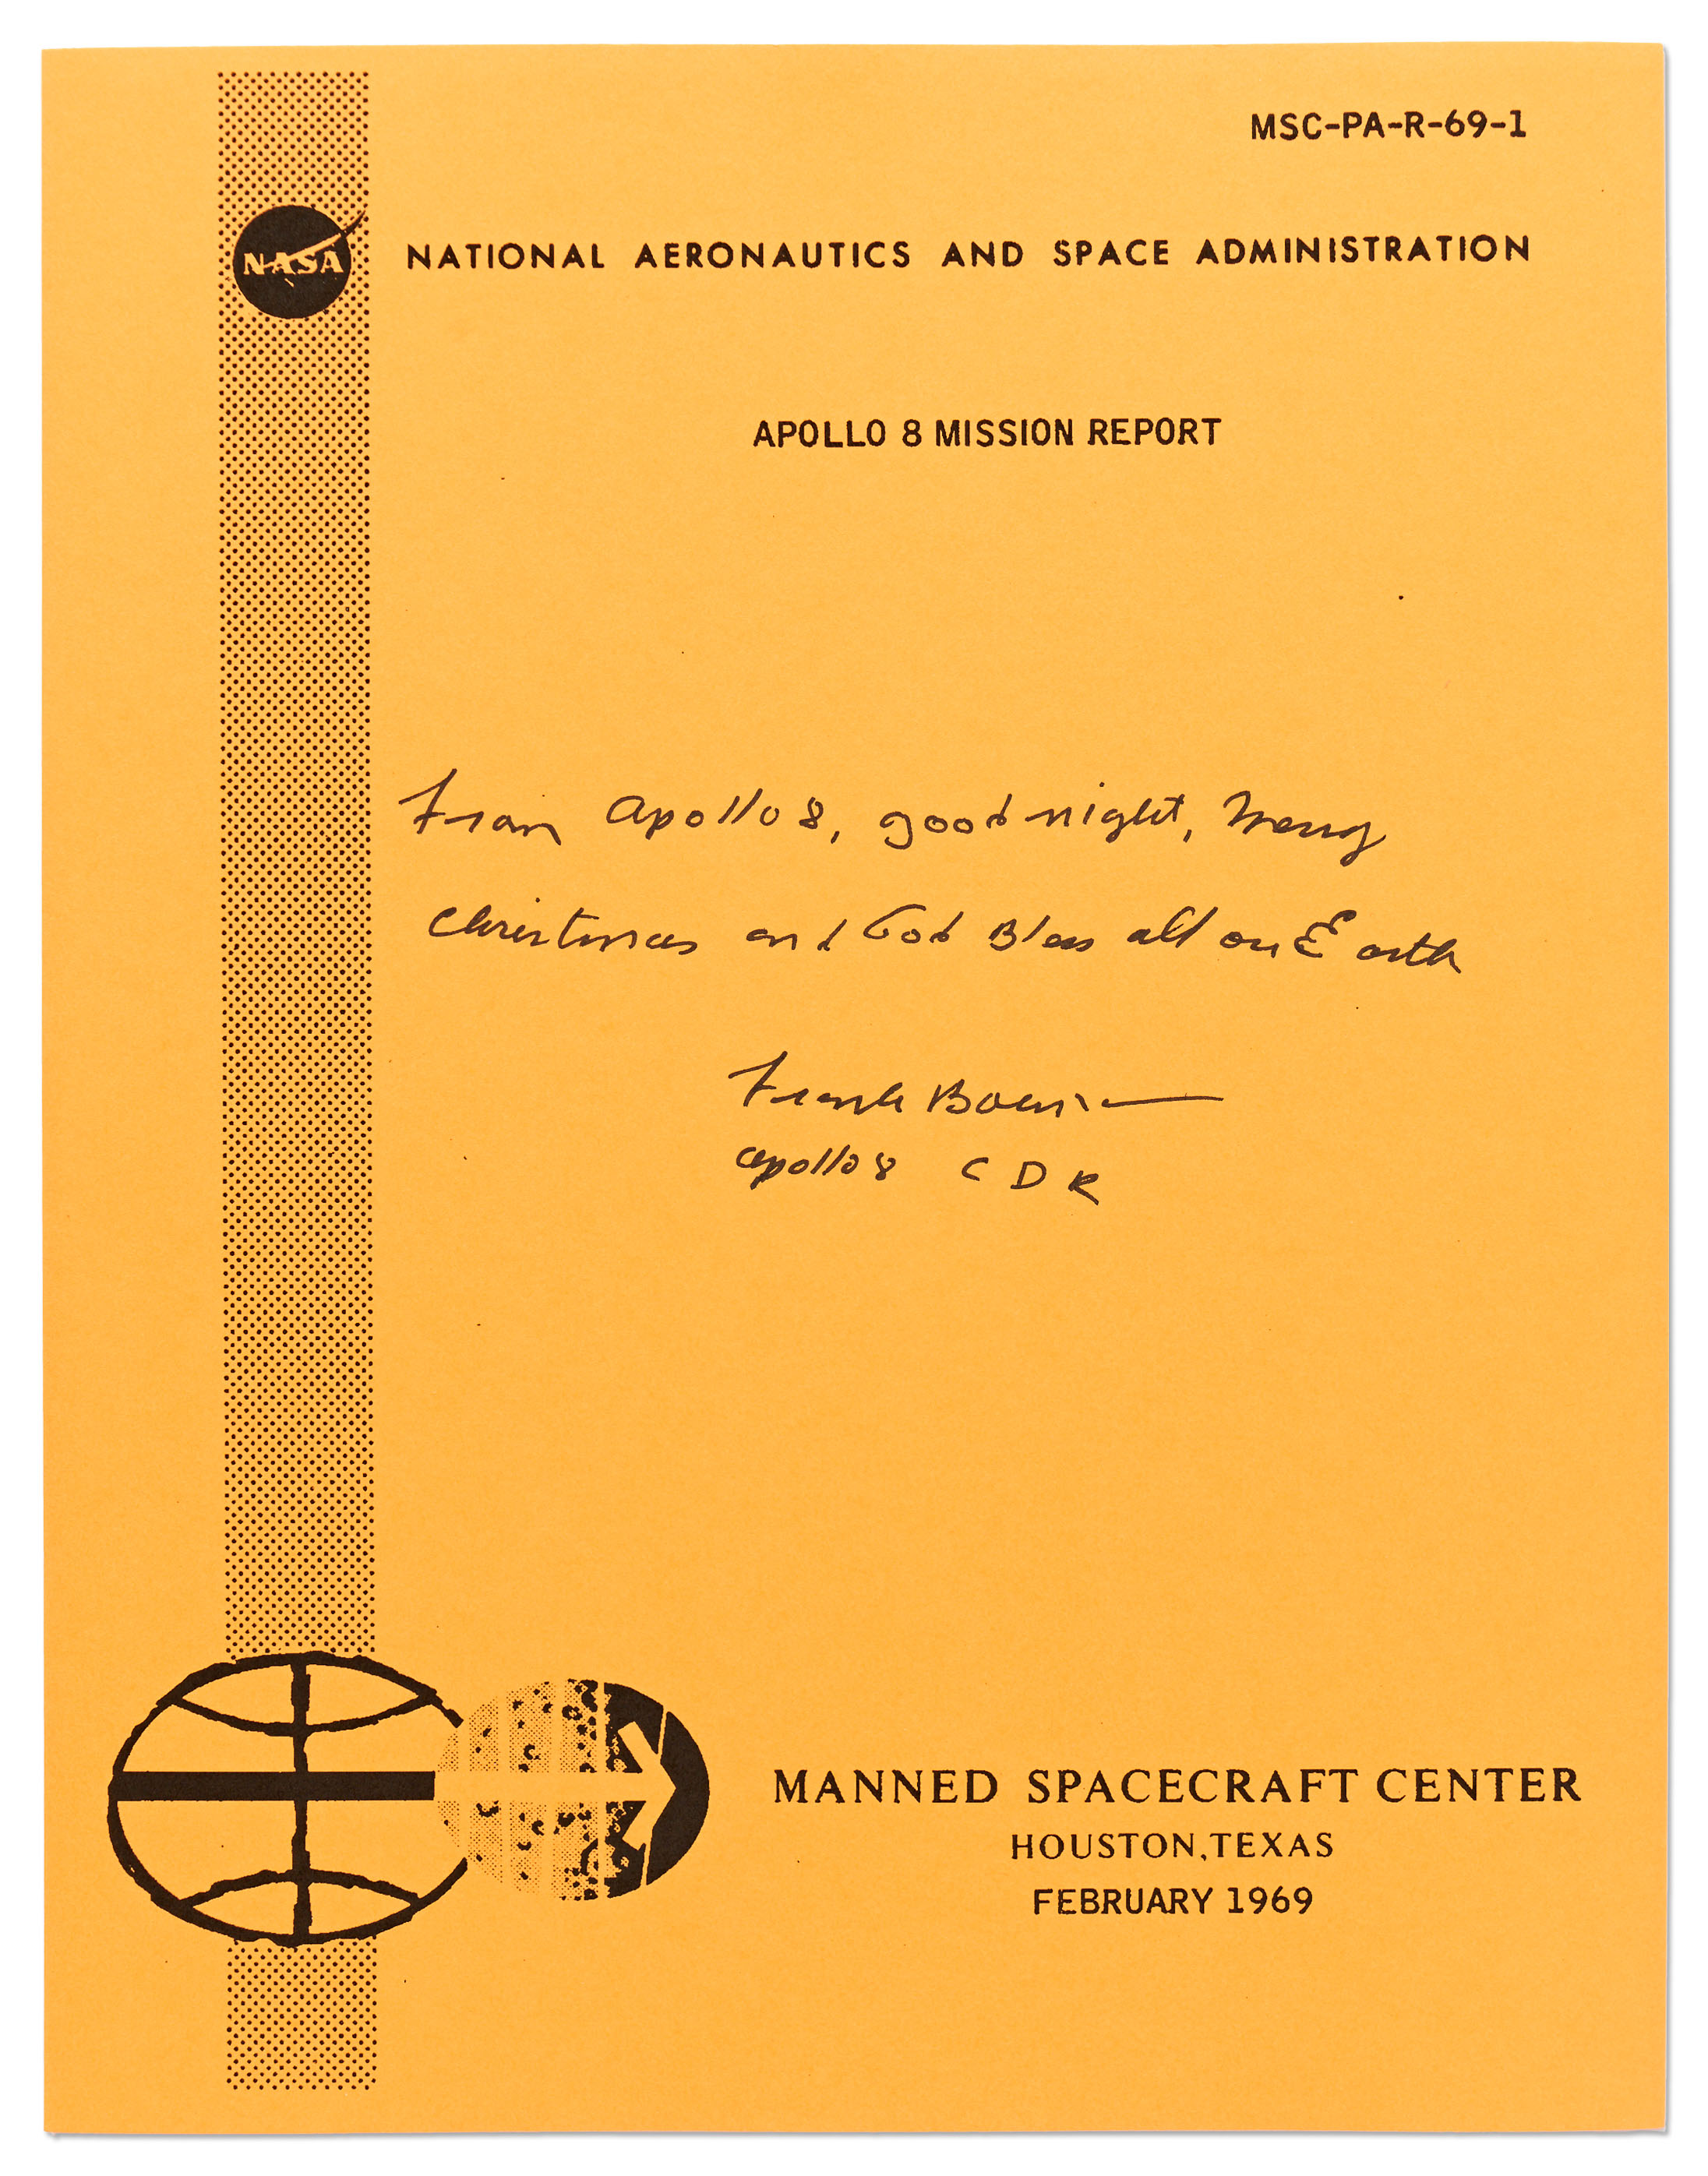 MSC-PA-R-69-1
NASA
NATIONAL AERONAUTICS AND SPACE ADMINISTRATION
APOLLO 8 MISSION REPORT
From Apollo 8, good night, Merry
Christmas and God Bless all on Earth
Frank Borman
Apollo 8 CDR
MANNED SPACECRAFT CENTER
HOUSTON, TEXAS
FEBRUARY 1969